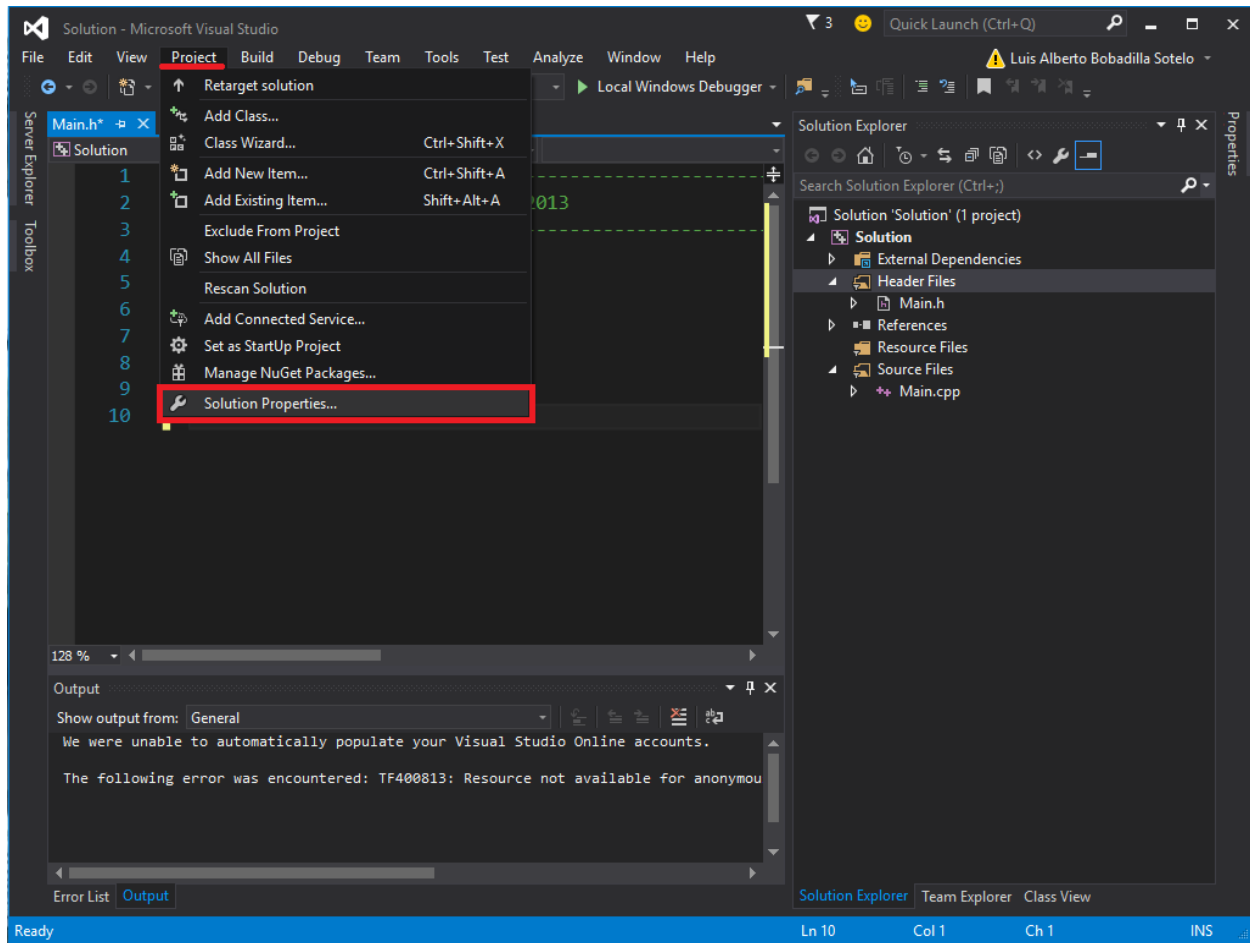 Solution - Microsoft Visual Studio
3
Quick Launch (Ctrl+Q)
File Edit View Project Build Debug Team Tools Test Analyze Window Help
Luis Alberto Bobadilla Sotelo
Local Windows Debugger
Server Explorer
Toolbox
Main.h*
Solution
Retarget solution
Add Class...
Class Wizard... Ctrl+Shift+X
Add New Item... Ctrl+Shift+A
Add Existing Item... Shift+Alt+A
Exclude From Project
Show All Files
Rescan Solution
Add Connected Service...
Set as StartUp Project
Manage NuGet Packages...
Solution Properties...
1
2
3
4
5
6
7
8
9
10
2013
128 %
Output
Show output from: General
We were unable to automatically populate your Visual Studio Online accounts.
The following error was encountered: TF400813: Resource not available for anonymou
Error List Output
Solution Explorer
Search Solution Explorer (Ctrl+;)
Solution 'Solution' (1 project)
Solution
External Dependencies
Header Files
Main.h
References
Resource Files
Source Files
Main.cpp
Solution Explorer Team Explorer Class View
Properties
Ready Ln 10 Col 1 Ch 1 INS